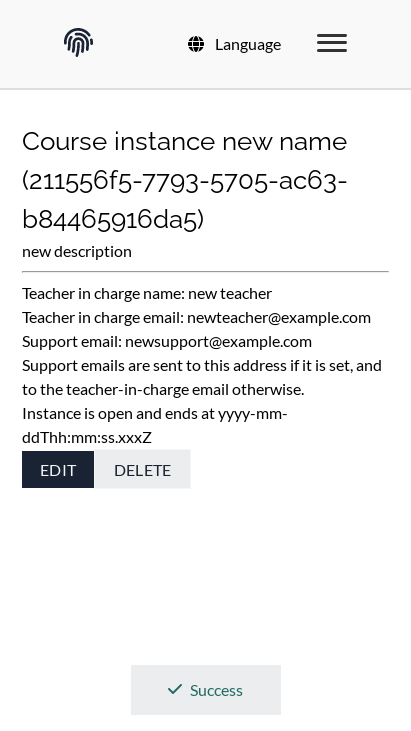 Language
Course instance new name
(211556f5-7793-5705-ac63-
b84465916da5)
new description
Teacher in charge name: new teacher
Teacher in charge email: newteacher@example.com
Support email: newsupport@example.com
Support emails are sent to this address if it is set, and
to the teacher-in-charge email otherwise.
Instance is open and ends at yyyy-mm-
ddThh:mm:ss.xxxZ
EDIT DELETE
Success